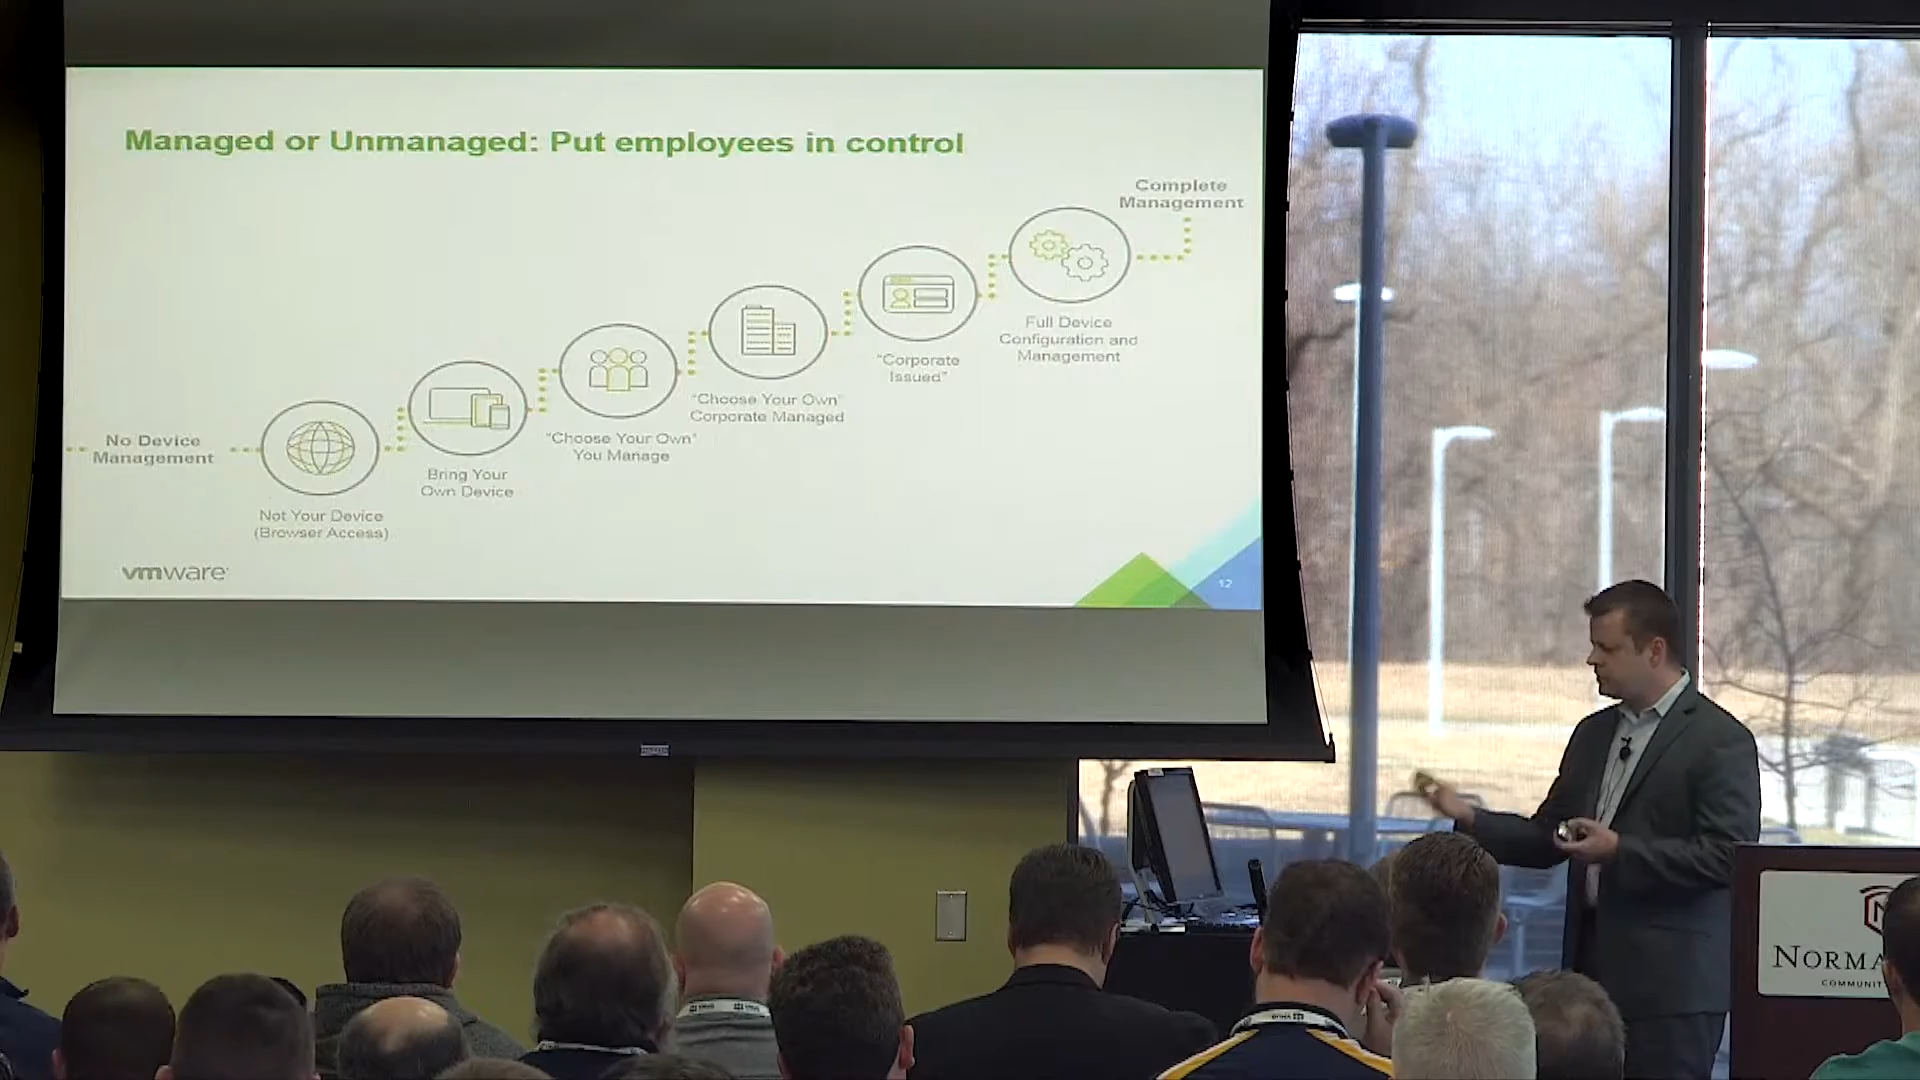 Managed or Unmanaged: Put employees in control
Complete
Management
Full Device
Configuration and
Management
"Corporate
Issued"
"Choose Your Own"
Corporate Managed
"Choose Your Own"
You Manage
Bring Your
Own Device
No Device
Management
Not Your Device
(Browser Access)
vmware
12
NORMA
COMMUNIT